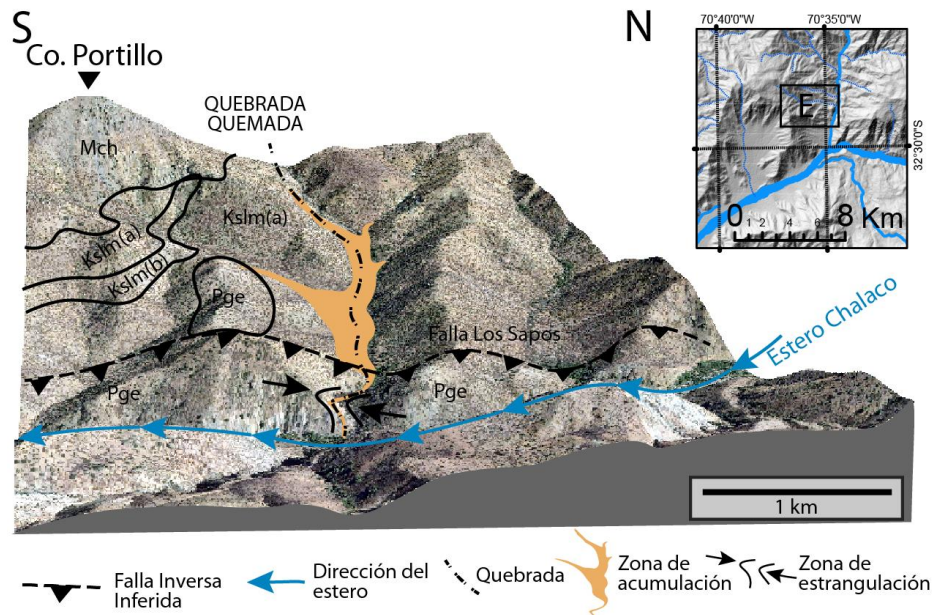 S
N
Co. Portillo
QUEBRADA
QUEMADA
Mch
Kslm(a)
Kslm(a)
Kslm(b)
Pge
Falla Los Sapos
Estero Chalaco
Pge
Pge
1 km
70°40'0"W
70°35'0"W
32°30'0"S
E
0 1 2 4 6 8 Km
Falla Inversa
Inferida
Dirección del
estero
Quebrada
Zona de
acumulación
Zona de
estrangulación